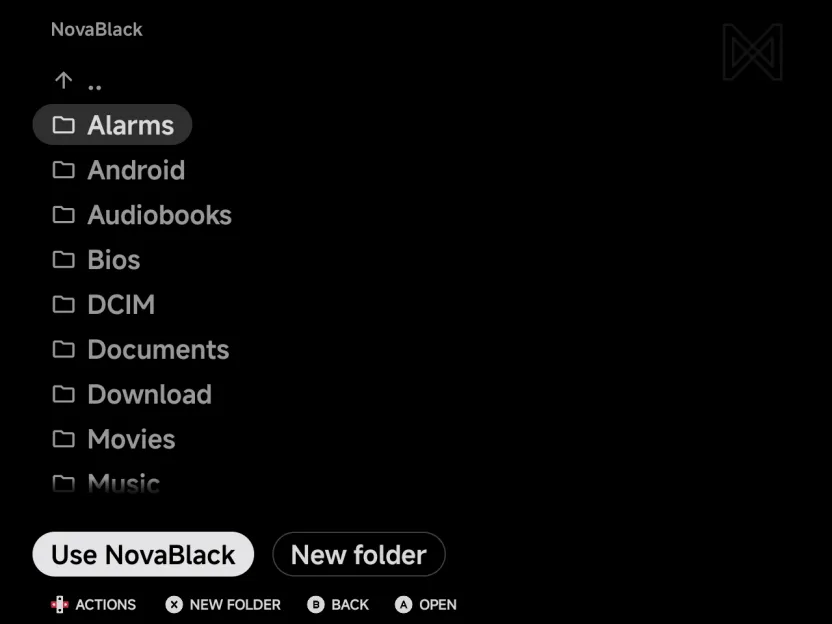 NovaBlack
..
Alarms
Android
Audiobooks
Bios
DCIM
Documents
Download
Movies
Music
Use NovaBlack New folder
ACTIONS X NEW FOLDER B BACK A OPEN